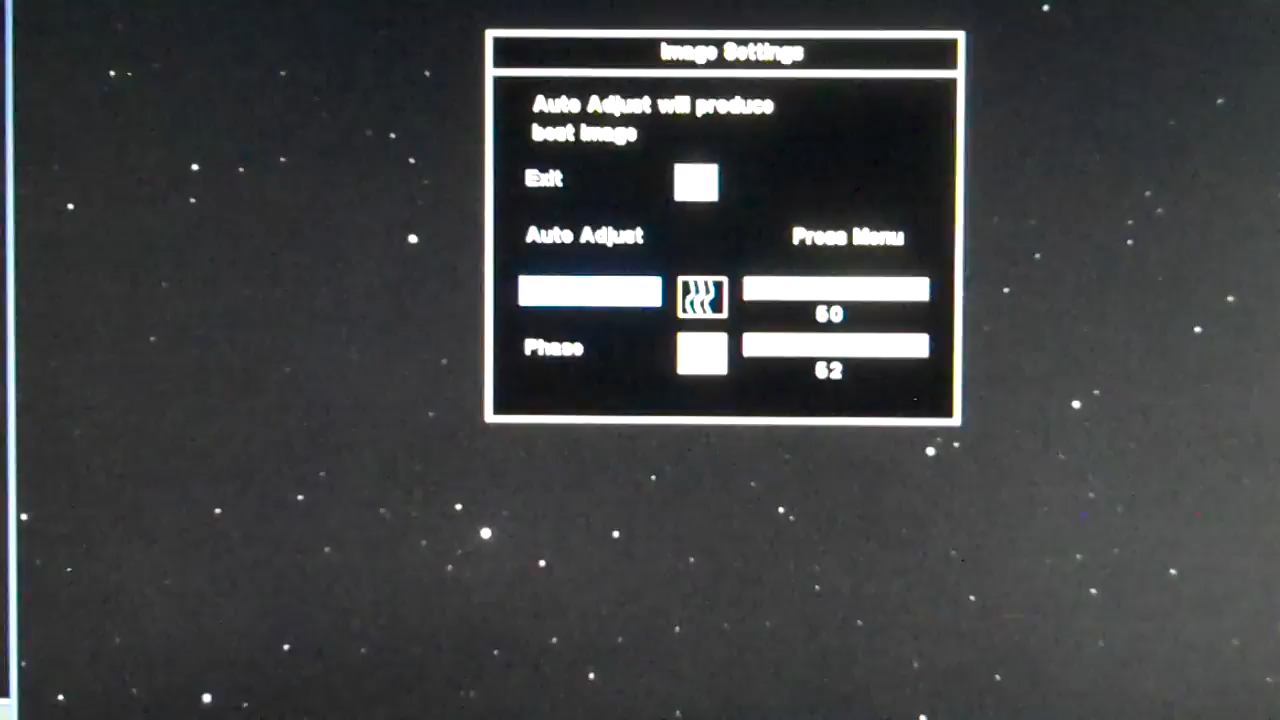 Image Settings
Auto Adjust will produce
best image
Exit
Auto Adjust Press Menu
50
Phase
52